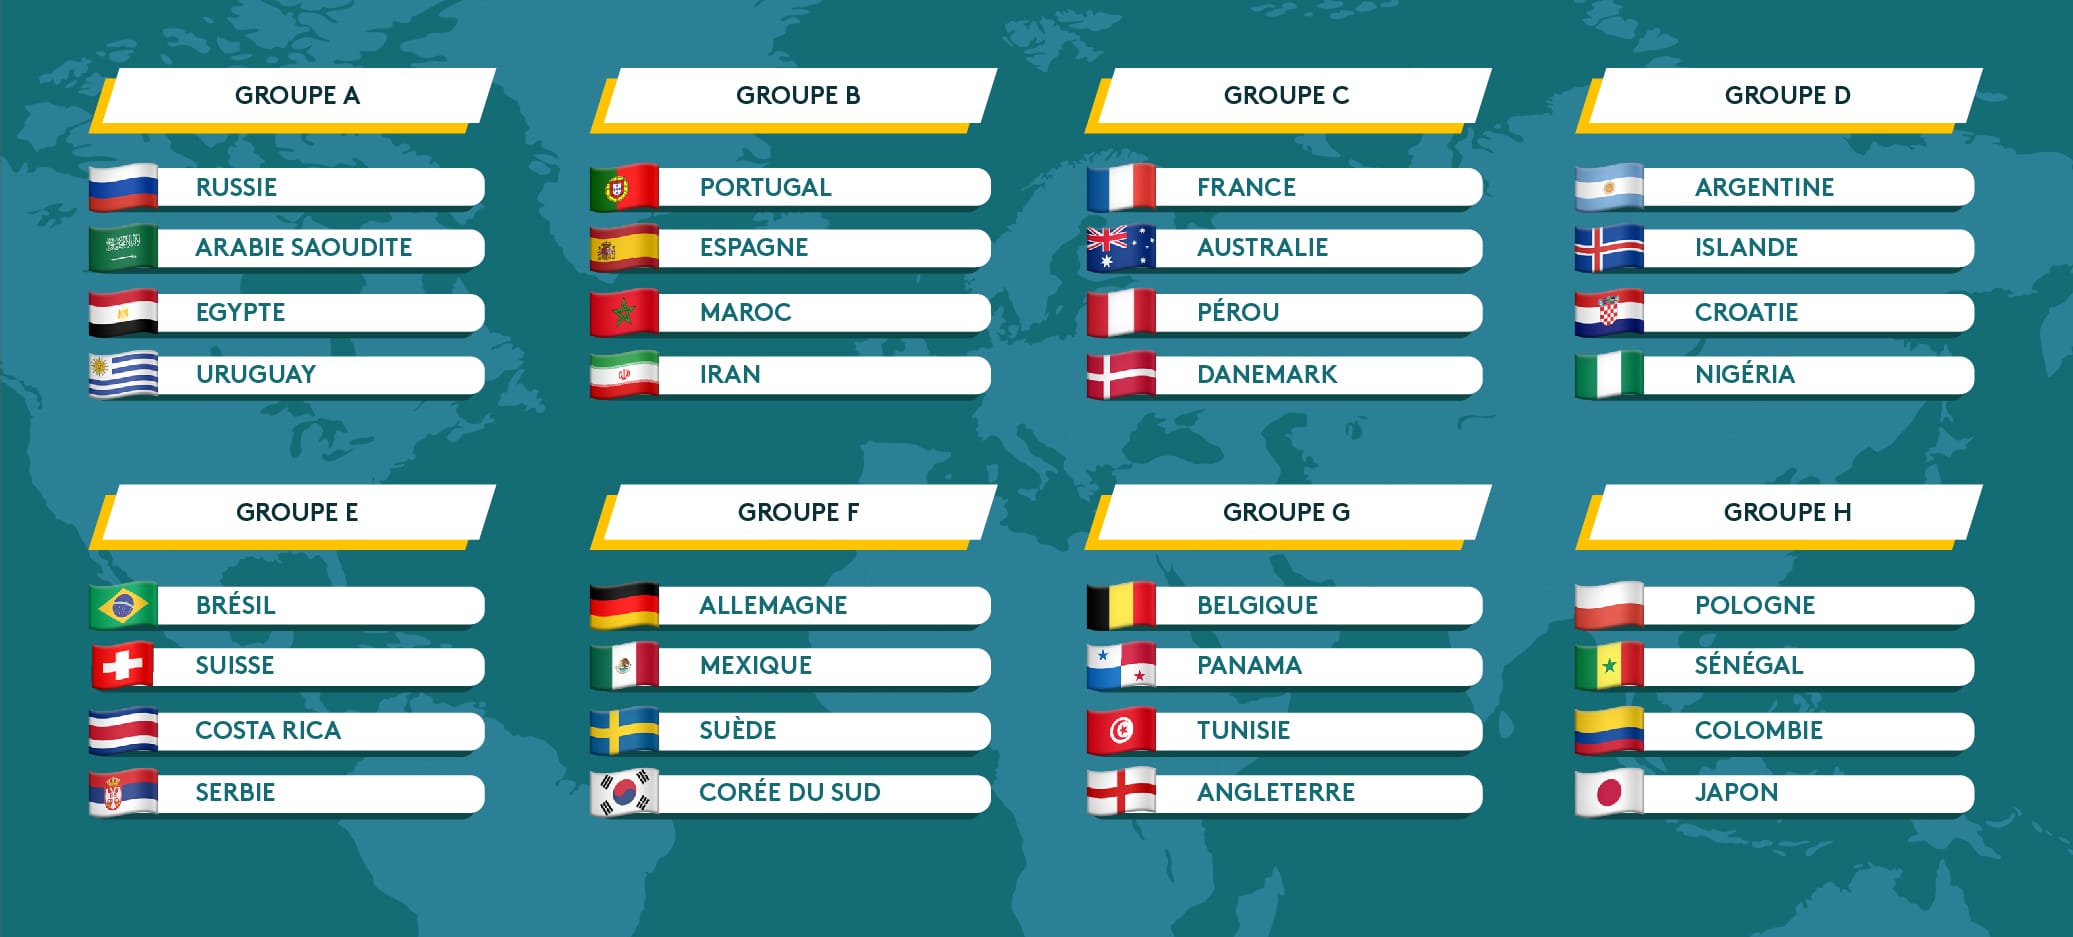 GROUPE A
RUSSIE
ARABIE SAOUDITE
EGYPTE
URUGUAY
GROUPE B
PORTUGAL
ESPAGNE
MAROC
IRAN
GROUPE C
FRANCE
AUSTRALIE
PÉROU
DANEMARK
GROUPE D
ARGENTINE
ISLANDE
CROATIE
NIGÉRIA
GROUPE E
BRÉSIL
SUISSE
COSTA RICA
SERBIE
GROUPE F
ALLEMAGNE
MEXIQUE
SUÈDE
CORÉE DU SUD
GROUPE G
BELGIQUE
PANAMA
TUNISIE
ANGLETERRE
GROUPE H
POLOGNE
SÉNÉGAL
COLOMBIE
JAPON